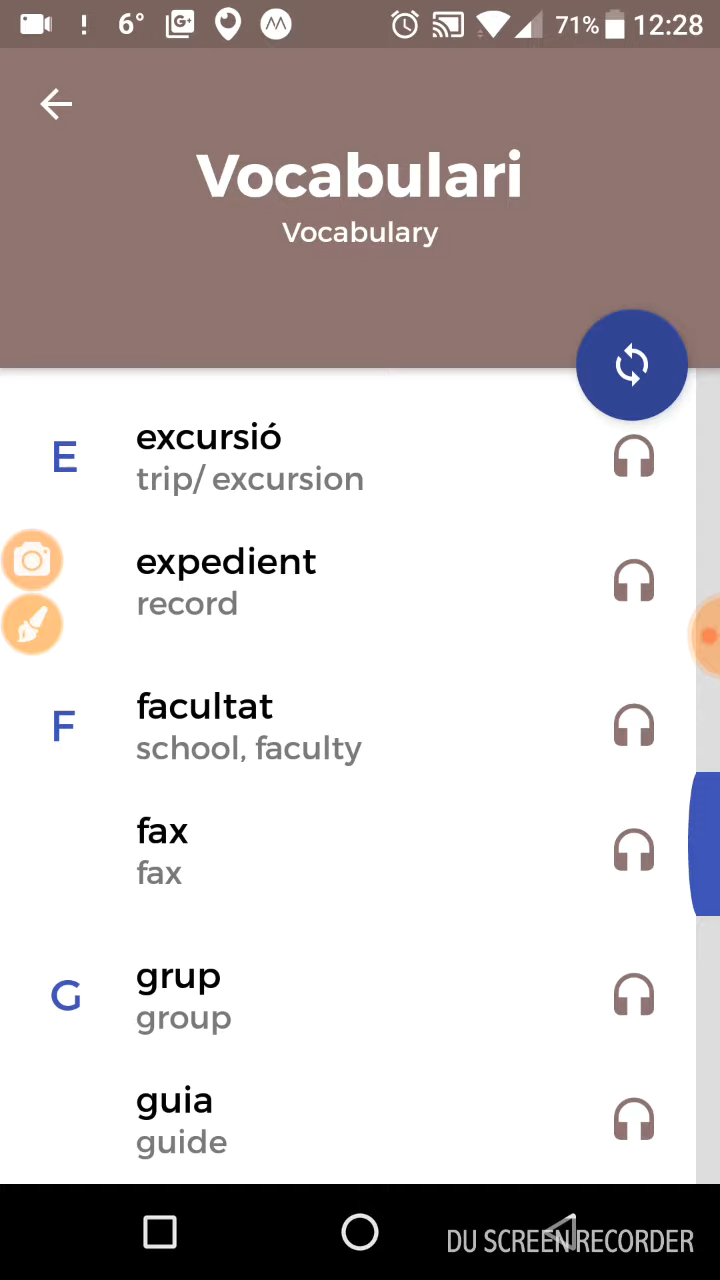 ! 6° G+ 71% 12:28
Vocabulari
Vocabulary
E
excursió
trip/ excursion
expedient
record
F
facultat
school, faculty
fax
fax
G
grup
group
guia
guide
DU SCREEN RECORDER